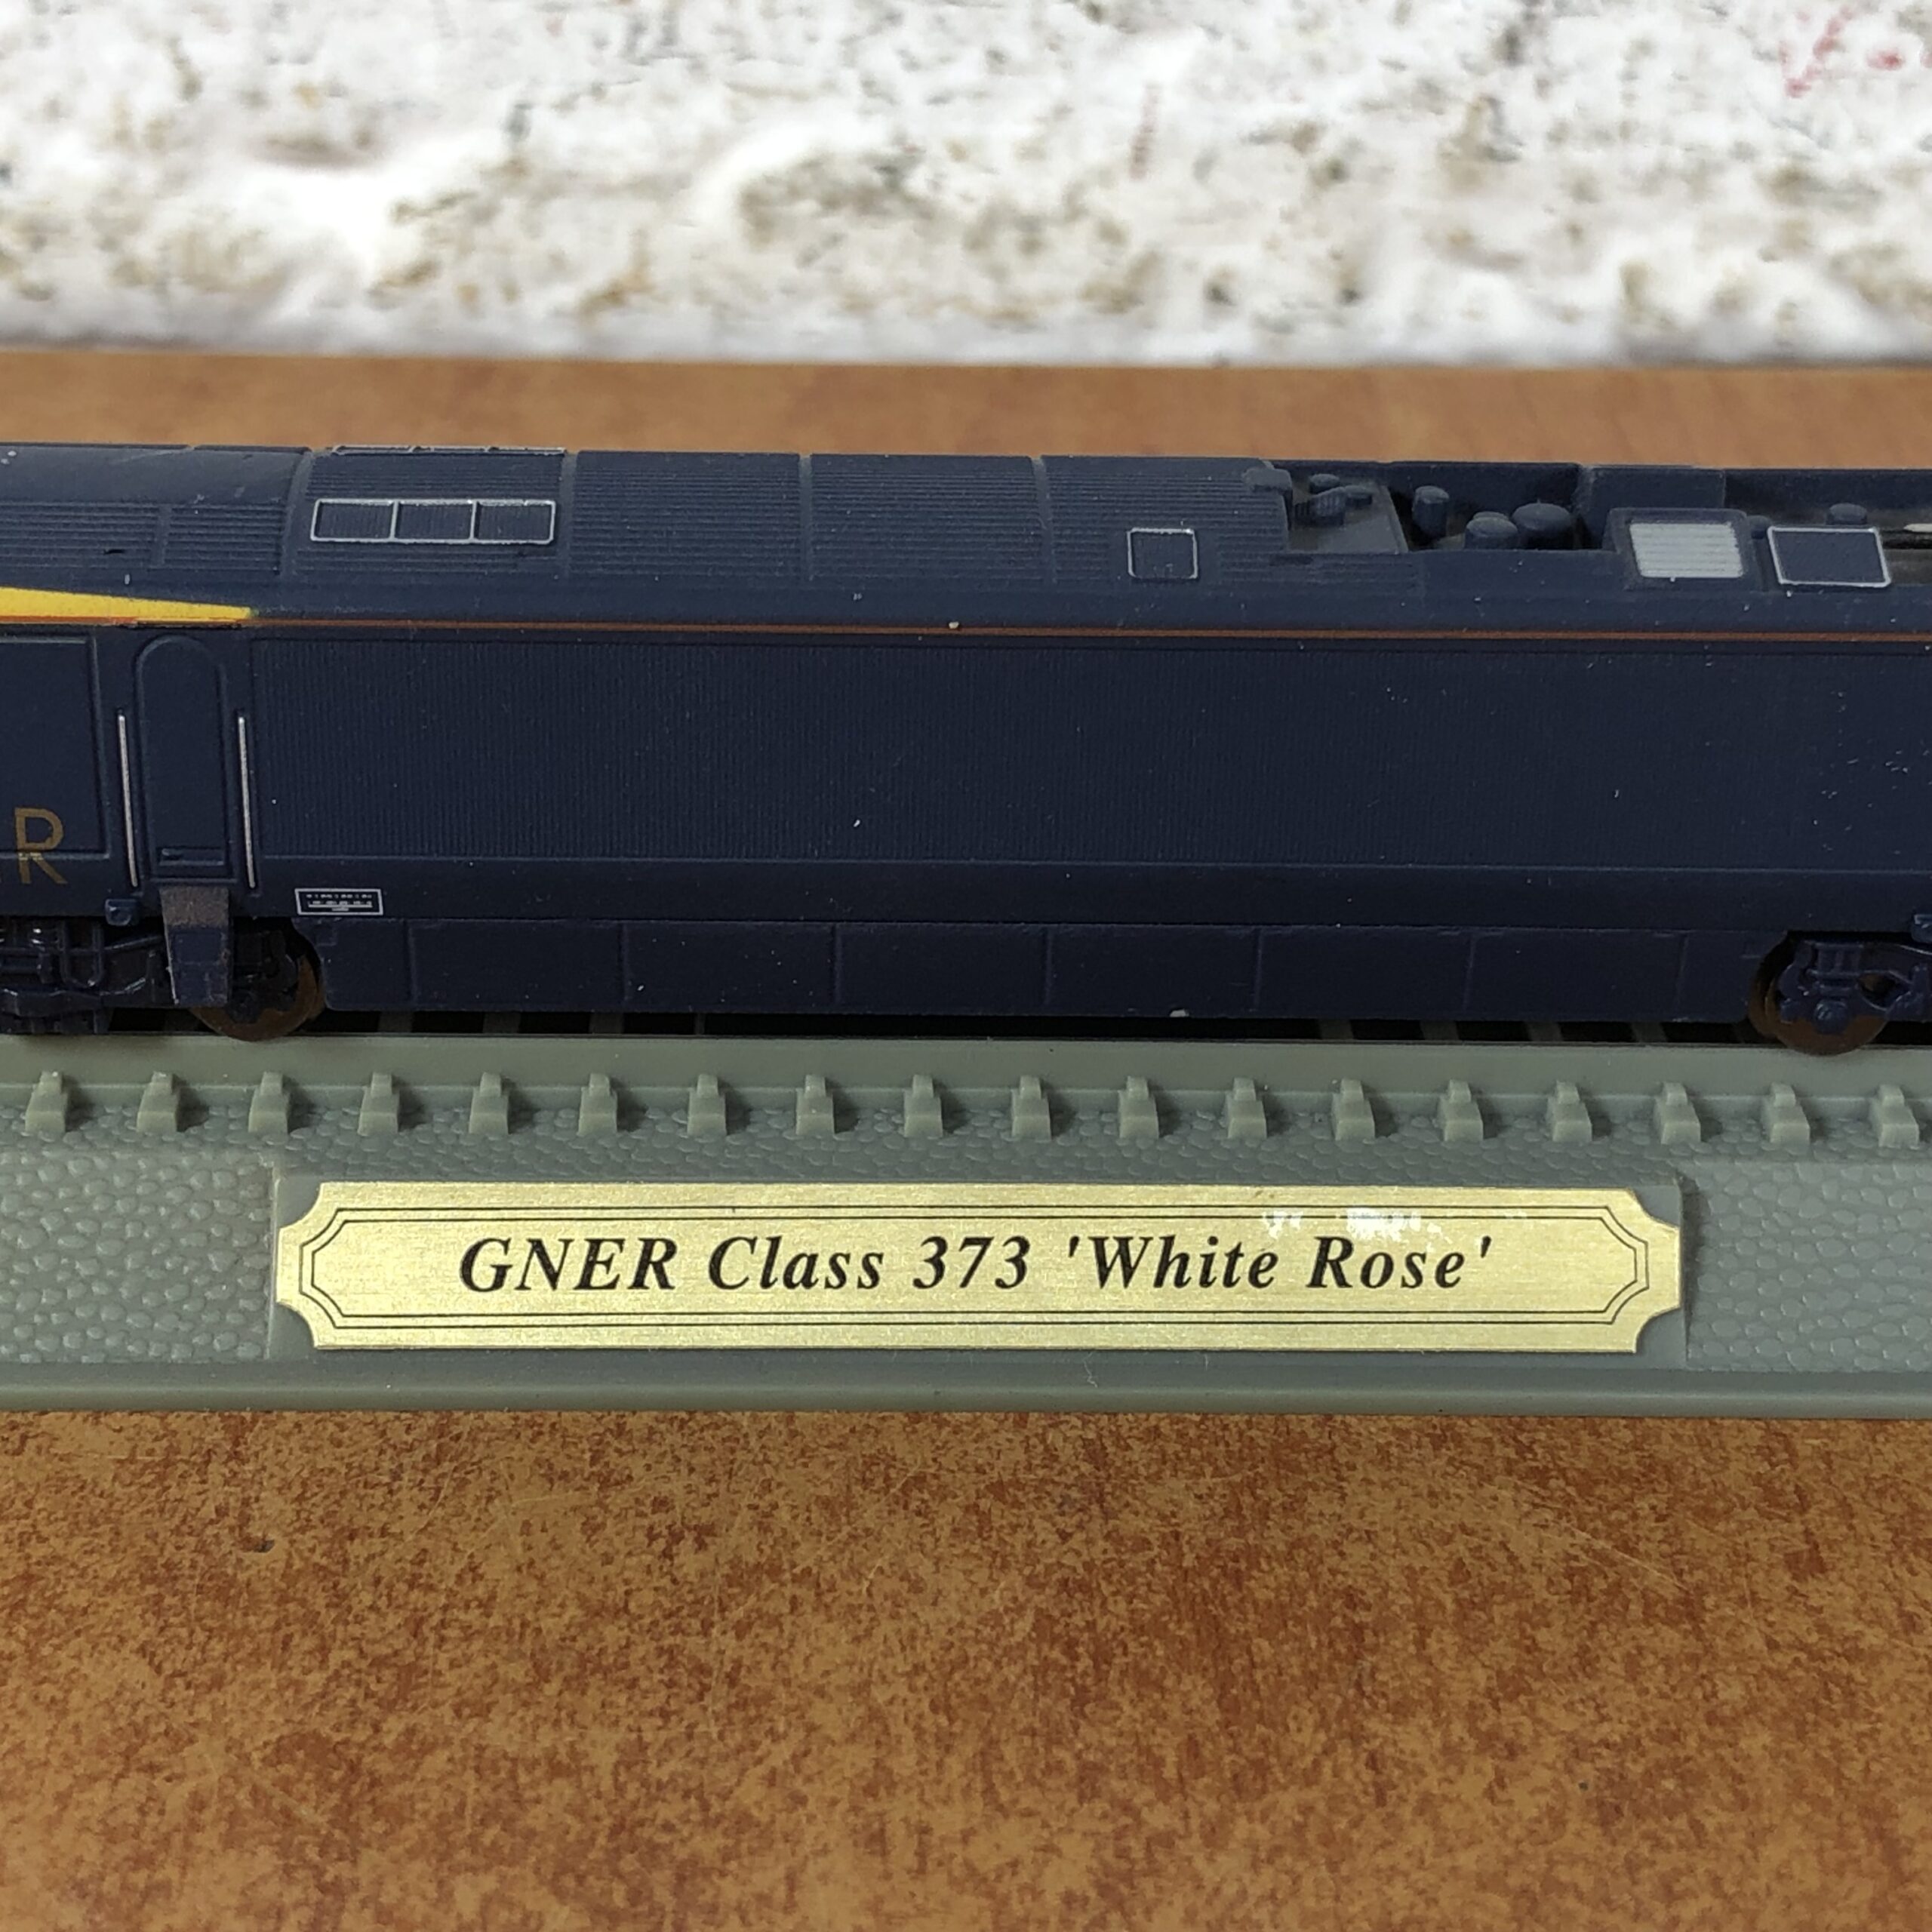 R
GNER Class 373 'White Rose'